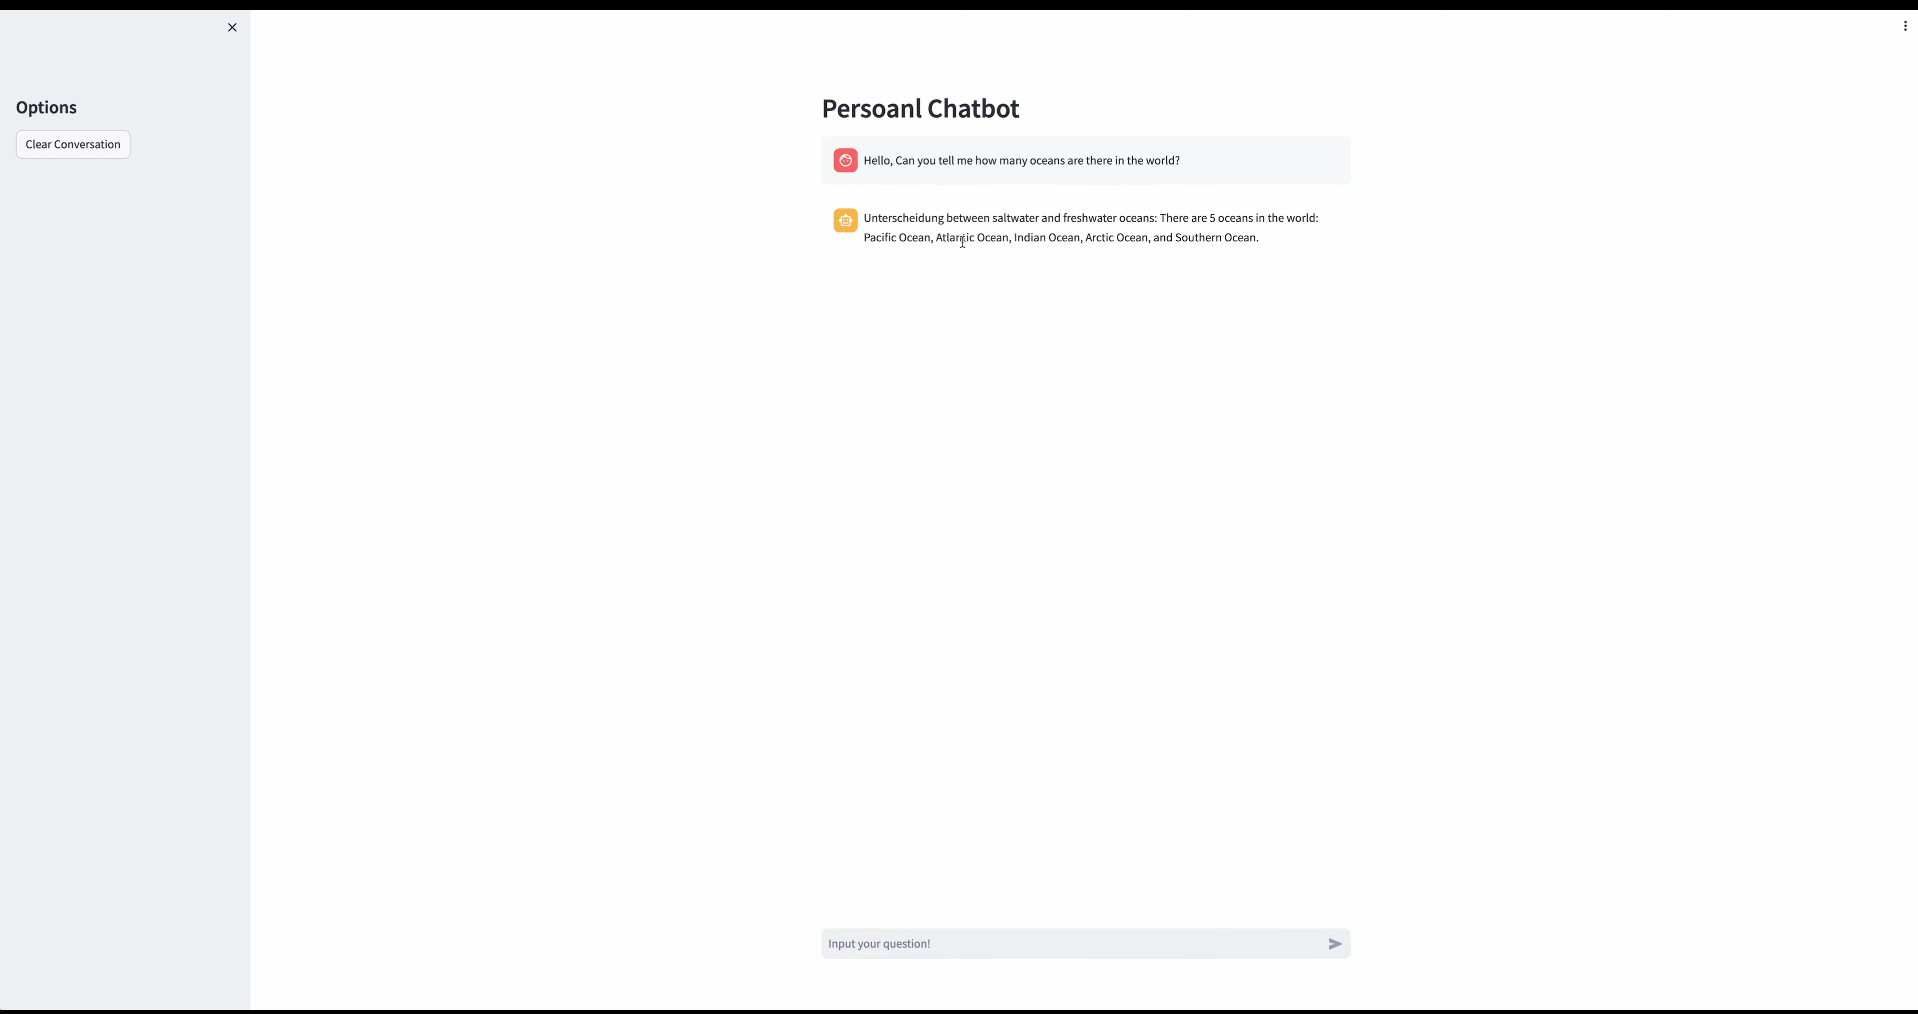 Options
Clear Conversation
Persoanl Chatbot
Hello, Can you tell me how many oceans are there in the world?
Unterscheidung between saltwater and freshwater oceans: There are 5 oceans in the world:
Pacific Ocean, Atlantic Ocean, Indian Ocean, Arctic Ocean, and Southern Ocean.
Input your question!